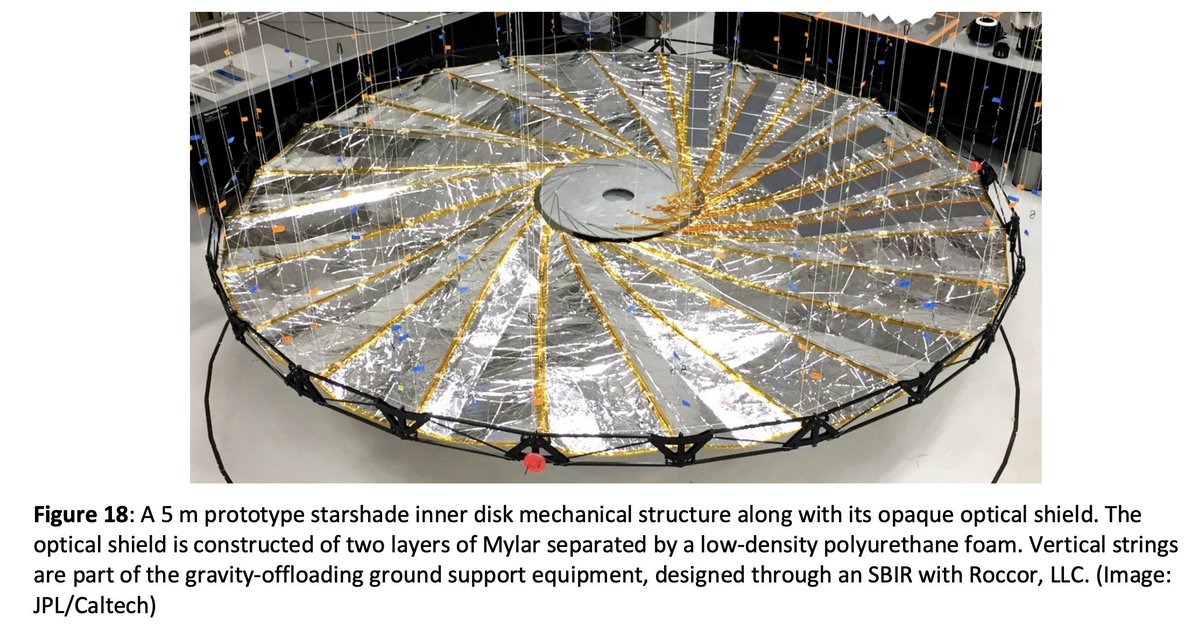 Figure 18: A 5 m prototype starshade inner disk mechanical structure along with its opaque optical shield. The
optical shield is constructed of two layers of Mylar separated by a low-density polyurethane foam. Vertical strings
are part of the gravity-offloading ground support equipment, designed through an SBIR with Roccor, LLC. (Image:
JPL/Caltech)